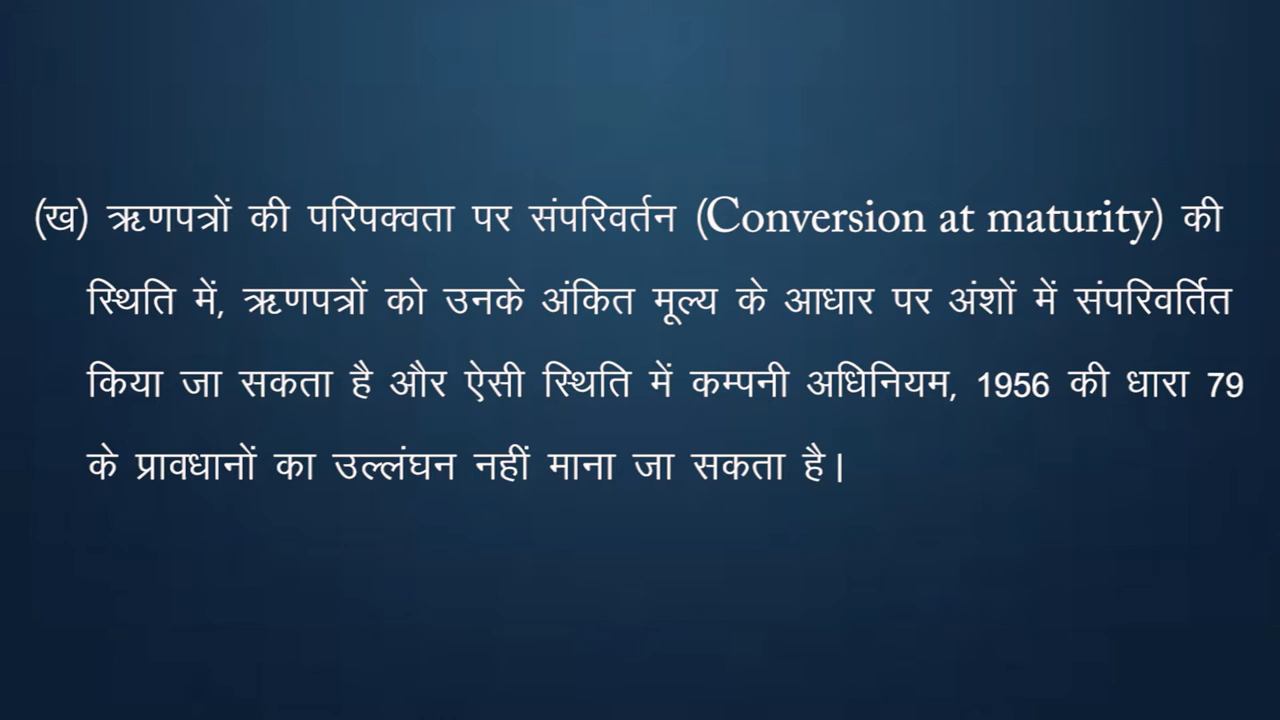 (ख) ऋणपत्रों की परिपक्वता पर संपरिवर्तन (Conversion at maturity) की
स्थिति में, ऋणपत्रों को उनके अंकित मूल्य के आधार पर अंशों में संपरिवर्तित
किया जा सकता है और ऐसी स्थिति में कम्पनी अधिनियम, 1956 की धारा 79
के प्रावधानों का उल्लंघन नहीं माना जा सकता है।